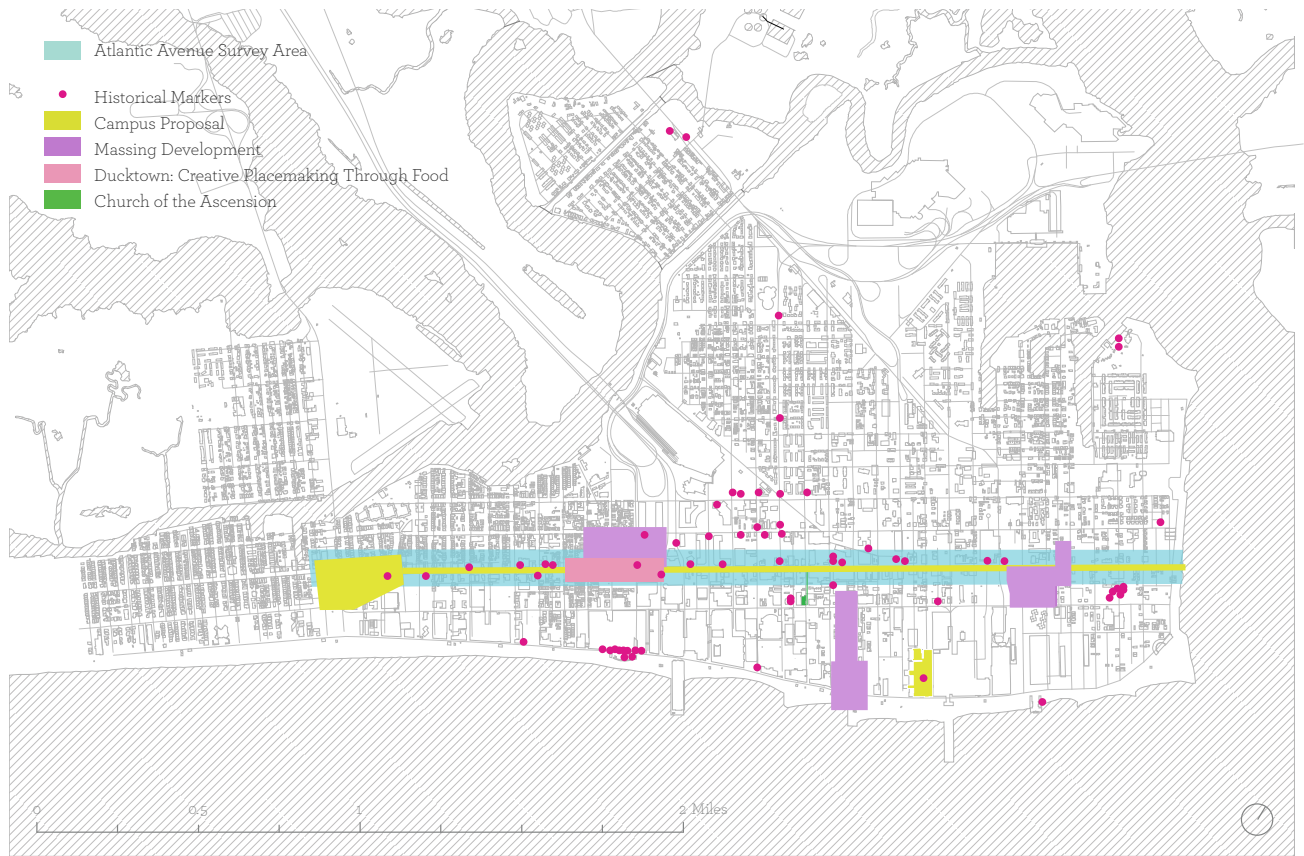 Atlantic Avenue Survey Area
Historical Markers
Campus Proposal
Massing Development
Ducktown: Creative Placemaking Through Food
Church of the Ascension
0 0.5 1 2 Miles